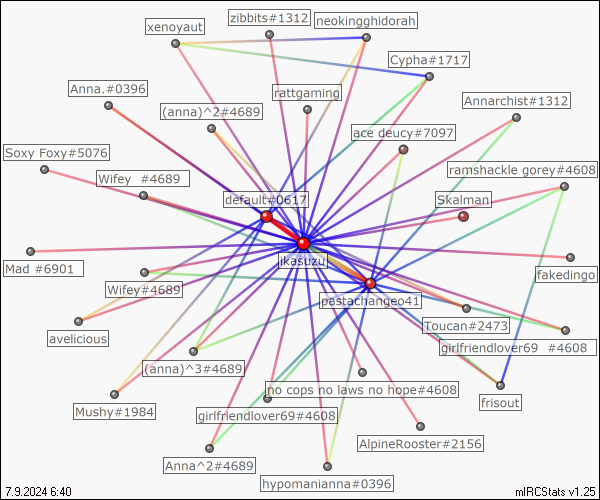 zibbits#1312
neokingghidorah
xenoyaut
Cypha#1717
Anna.#0396
rattgaming
Annarchist#1312
(anna)^2#4689
ace deucy#7097
Soxy Foxy#5076
ramshackle gorey#4608
Wifey  #4689
default#0617
Skalman
jkasuzuj
Mad #6901
fakedingo
Wifey#4689
pastachangeo41
Toucan#2473
avelicious
girlfriendlover69  #4608
(anna)^3#4689
no cops no laws no hope#4608
frisout
Mushy#1984
girlfriendlover69#4608
AlpineRooster#2156
Anna^2#4689
hypomanianna#0396
7.9.2024 6:40
mIRCStats v1.25